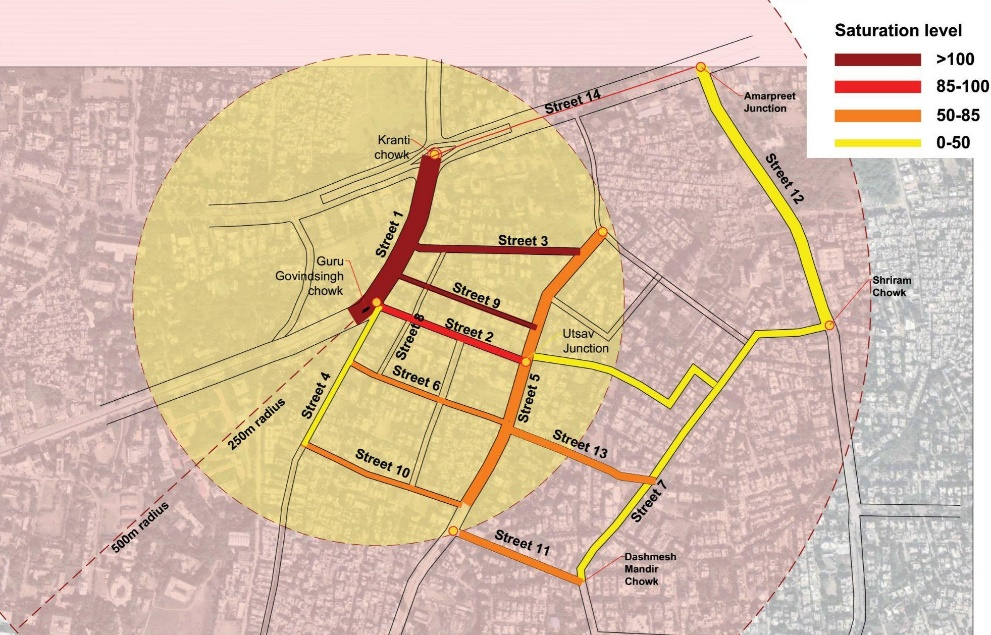 Saturation level
>100
85-100
50-85
0-50
Street 14
Amarpreet
Junction
Kranti
chowk
Street 12
Street 1
Street 3
Guru
Govindsingh
chowk
Shriram
Chowk
Street 9
Street 2
Street 8
Utsav
Junction
Street 6
Street 4
Street 5
250m radius
Street 13
Street 10
Street 7
500m radius
Street 11
Dashmesh
Mandir
Chowk